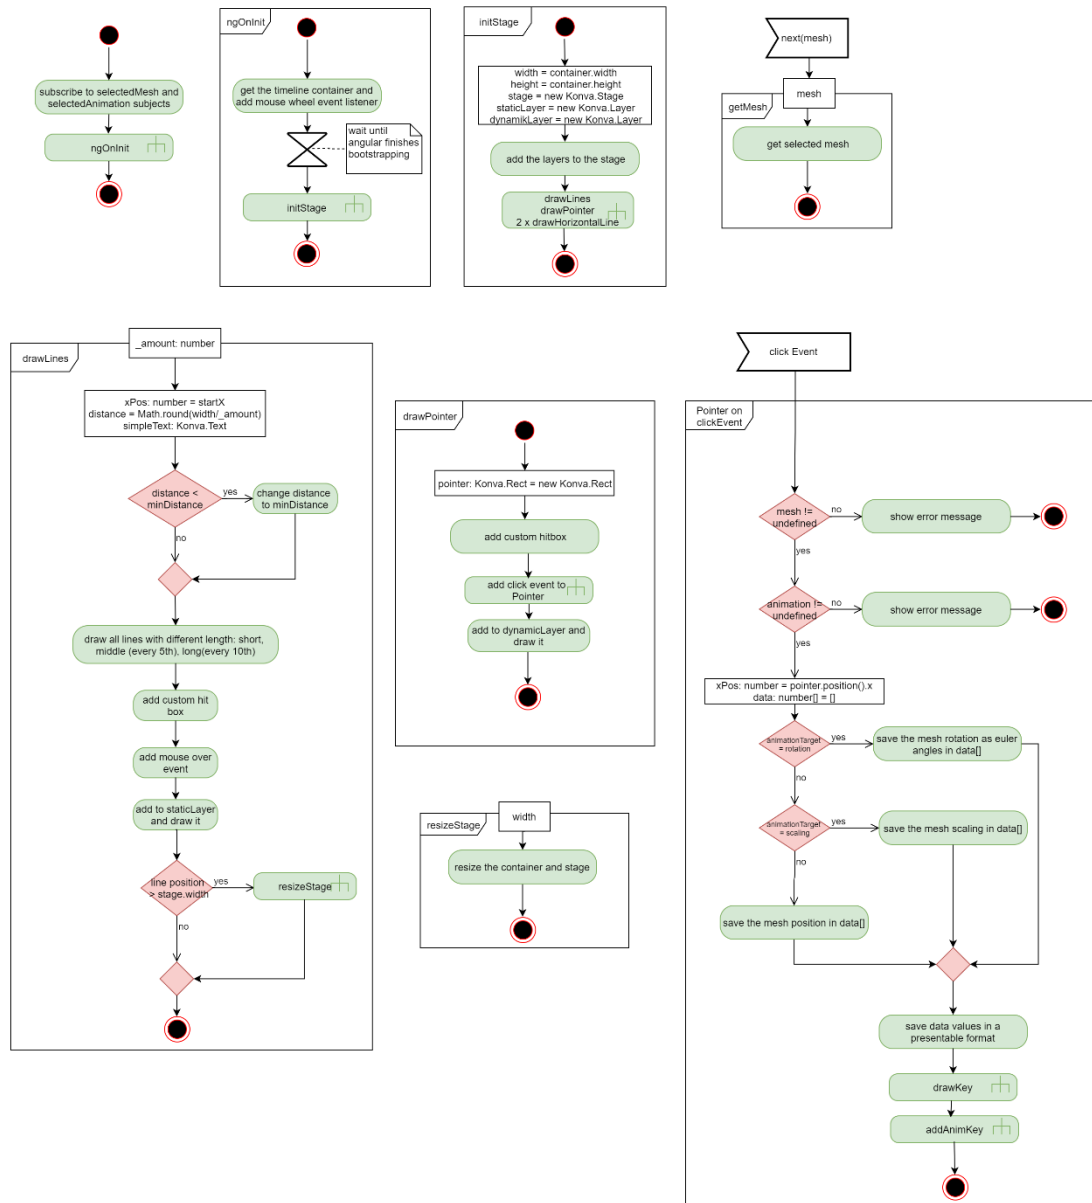 subscribe to selectedMesh and
selectedAnimation subjects
ngOnInit
ngOnInit
get the timeline container and
add mouse wheel event listener
wait until
angular finishes
bootstrapping
initStage
initStage
width = container.width
height = container.height
stage = new Konva.Stage
staticLayer = new Konva.Layer
dynamikLayer = new Konva.Layer
add the layers to the stage
drawLines
drawPointer
2 x drawHorizontalLine
next(mesh)
mesh
getMesh
get selected mesh
_amount: number
drawLines
xPos: number = startX
distance = Math.round(width/_amount)
simpleText: Konva.Text
distance <
minDistance
yes
change distance
to minDistance
no
draw all lines with different length: short,
middle (every 5th), long(every 10th)
add custom hit
box
add mouse over
event
add to staticLayer
and draw it
line position
> stage.width
yes
resizeStage
no
drawPointer
pointer: Konva.Rect = new Konva.Rect
add custom hitbox
add click event to
Pointer
add to dynamicLayer and
draw it
width
resizeStage
resize the container and stage
click Event
Pointer on
clickEvent
mesh !=
undefined
no
show error message
yes
animation !=
undefined
no
show error message
yes
xPos: number = pointer.position().x
data: number[] = []
animationTarget
= rotation
yes
save the mesh rotation as euler
angles in data[]
no
animationTarget
= scaling
yes
save the mesh scaling in data[]
no
save the mesh position in data[]
save data values in a
presentable format
drawKey
addAnimKey